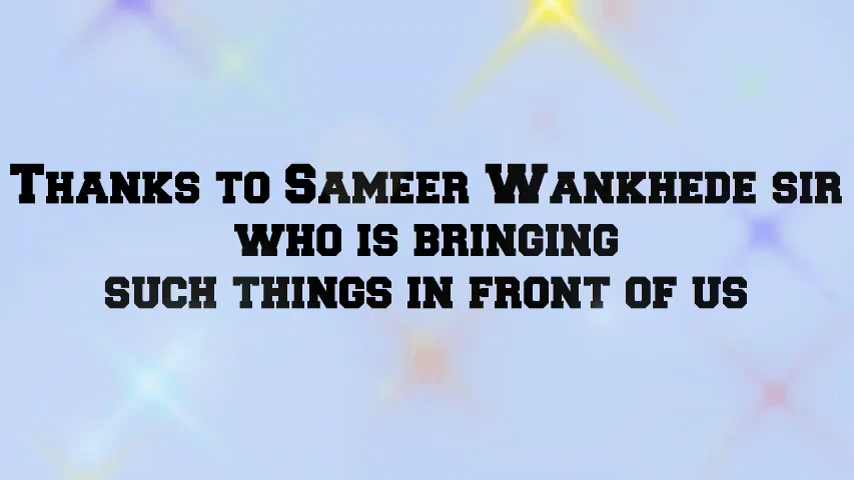 Thanks to Sameer Wankhede sir
who is bringing
such things in front of us